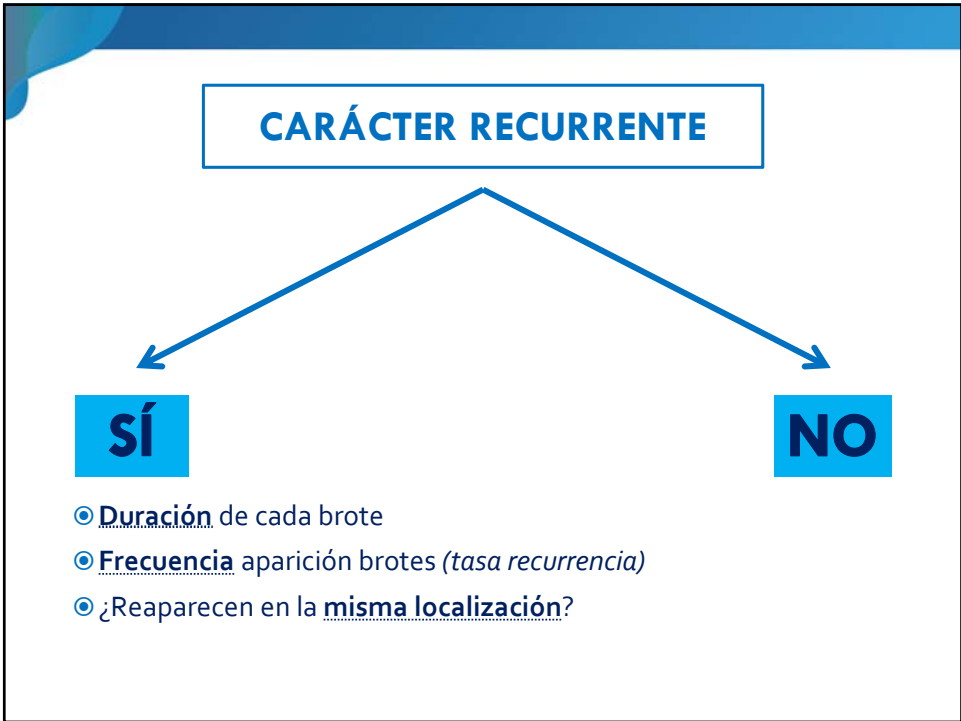 CARÁCTER RECURRENTE
SÍ
NO
Duración de cada brote
Frecuencia aparición brotes (tasa recurrencia)
¿Reaparecen en la misma localización?